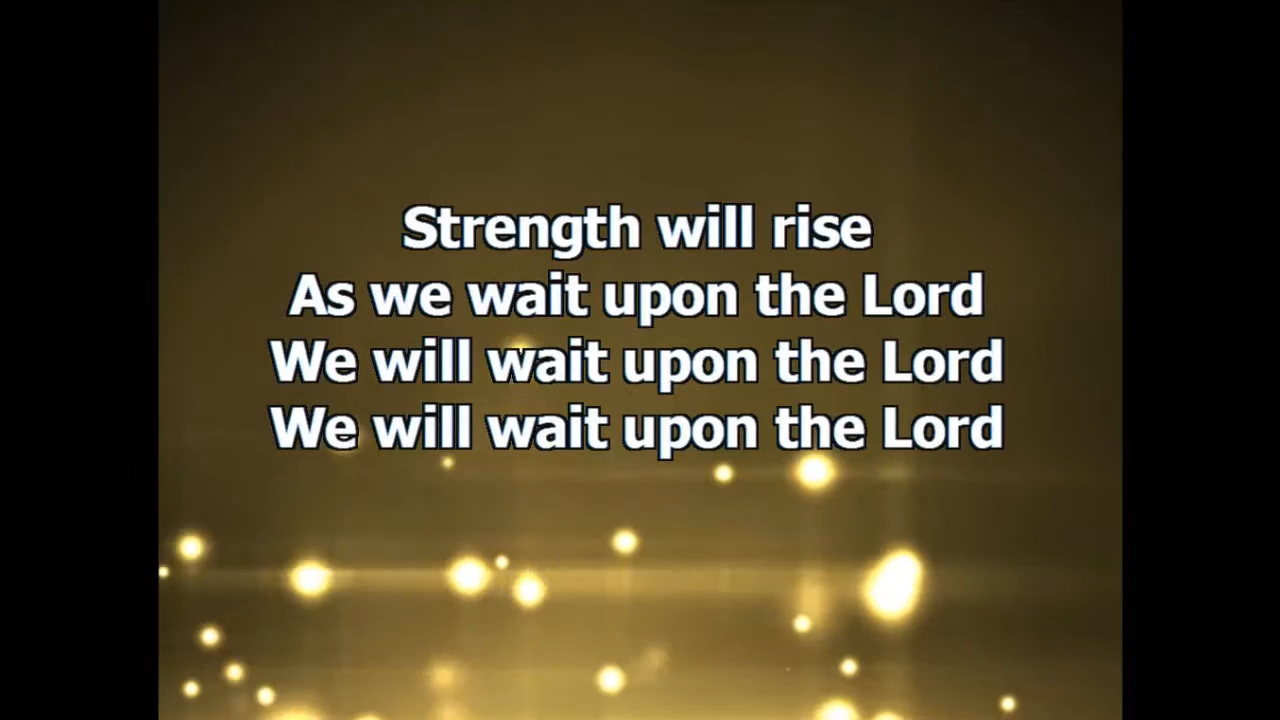 Strength will rise
As we wait upon the Lord
We will wait upon the Lord
We will wait upon the Lord